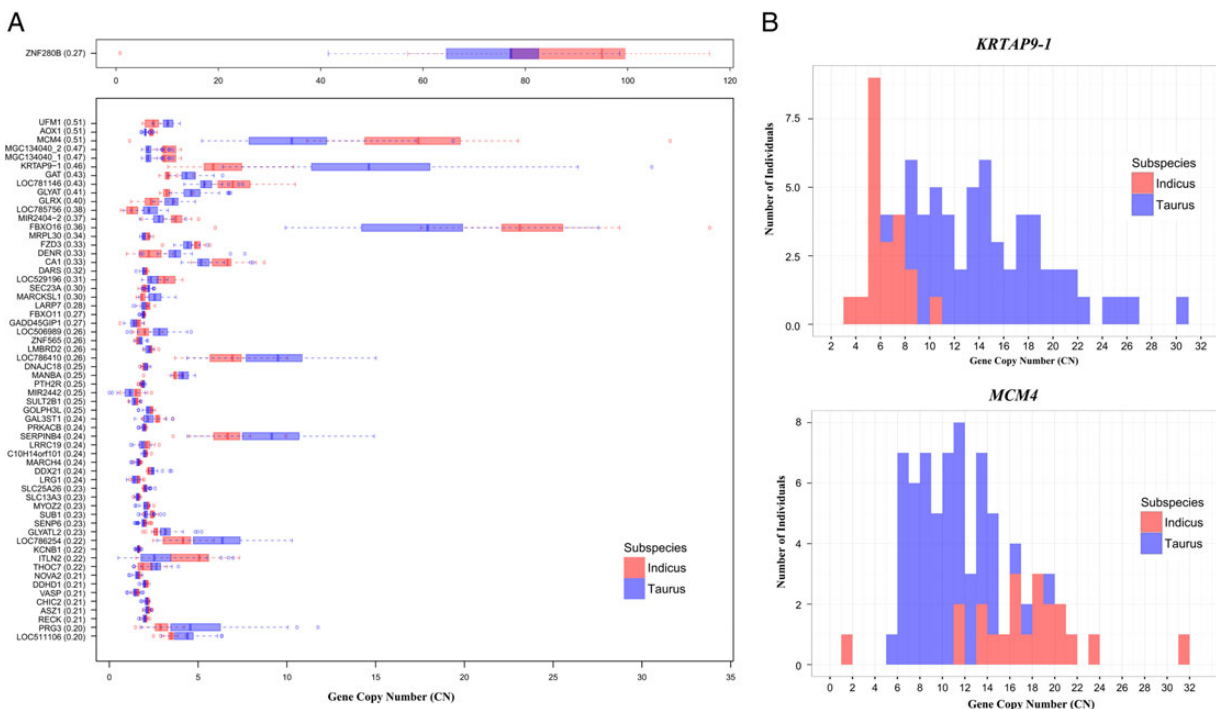 A
ZNF280B (0.27)
0 20 40 60 80 100 120
UFM1 (0.51)
AOX1 (0.51)
MCM4 (0.51)
MGC134040_2 (0.47)
MGC134040_1 (0.47)
KRTAP9-1 (0.46)
GAT (0.43)
LOC781146 (0.43)
GLYAT (0.41)
GLRX (0.40)
LOC785756 (0.38)
MIR2404-2 (0.37)
FBXO16 (0.36)
MRPL30 (0.34)
FZD3 (0.33)
DENR (0.33)
CA1 (0.33)
DARS (0.32)
LOC529196 (0.31)
SEC23A (0.30)
MARCKSL1 (0.30)
LARP7 (0.28)
FBXO11 (0.27)
GADD45GIP1 (0.27)
LOC506989 (0.26)
ZNF565 (0.26)
LMBRD2 (0.26)
LOC786410 (0.26)
DNAJC18 (0.25)
MANBA (0.25)
PTH2R (0.25)
MIR2442 (0.25)
SULT2B1 (0.25)
GOLPH3L (0.25)
GAL3ST1 (0.24)
PRKACB (0.24)
SERPINB4 (0.24)
LRRC19 (0.24)
C10H14orf101 (0.24)
MARCH4 (0.24)
DDX21 (0.24)
LRG1 (0.24)
SLC25A26 (0.23)
SLC13A3 (0.23)
MYOZ2 (0.23)
SUB1 (0.23)
SENP6 (0.23)
GLYATL2 (0.23)
LOC786254 (0.22)
KCNB1 (0.22)
ITLN2 (0.22)
THOC7 (0.22)
NOVA2 (0.21)
DDHD1 (0.21)
VASP (0.21)
CHIC2 (0.21)
ASZ1 (0.21)
RECK (0.21)
PRG3 (0.20)
LOC511106 (0.20)
Subspecies
Indicus
Taurus
0 5 10 15 20 25 30 35
Gene Copy Number (CN)
B
KRTAP9-1
Number of Individuals
7.5
5.0
2.5
0.0
Subspecies
Indicus
Taurus
2 4 6 8 10 12 14 16 18 20 22 24 26 28 30 32
Gene Copy Number (CN)
MCM4
Number of Individuals
8
6
4
2
0
Subspecies
Indicus
Taurus
0 2 4 6 8 10 12 14 16 18 20 22 24 26 28 30 32
Gene Copy Number (CN)